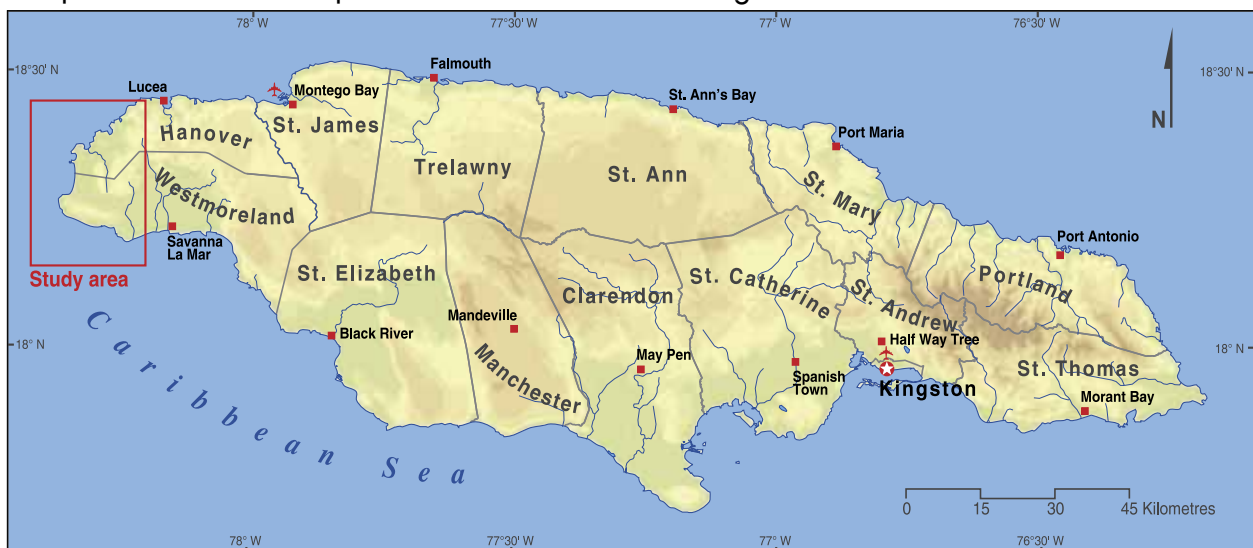 78° W
77°30' W
77° W
76°30' W
18°30' N
18°30' N
Lucea
Montego Bay
Falmouth
St. Ann's Bay
Port Maria
N
Hanover
St. James
Trelawny
St. Ann
St. Mary
Westmoreland
Savanna
La Mar
Study area
Port Antonio
Portland
St. Elizabeth
Clarendon
St. Catherine
St. Andrew
Mandeville
Manchester
Black River
Half Way Tree
18° N
18° N
May Pen
Spanish
Town
Kingston
St. Thomas
Morant Bay
Caribbean Sea
0 15 30 45 Kilometres
78° W
77°30' W
77° W
76°30' W